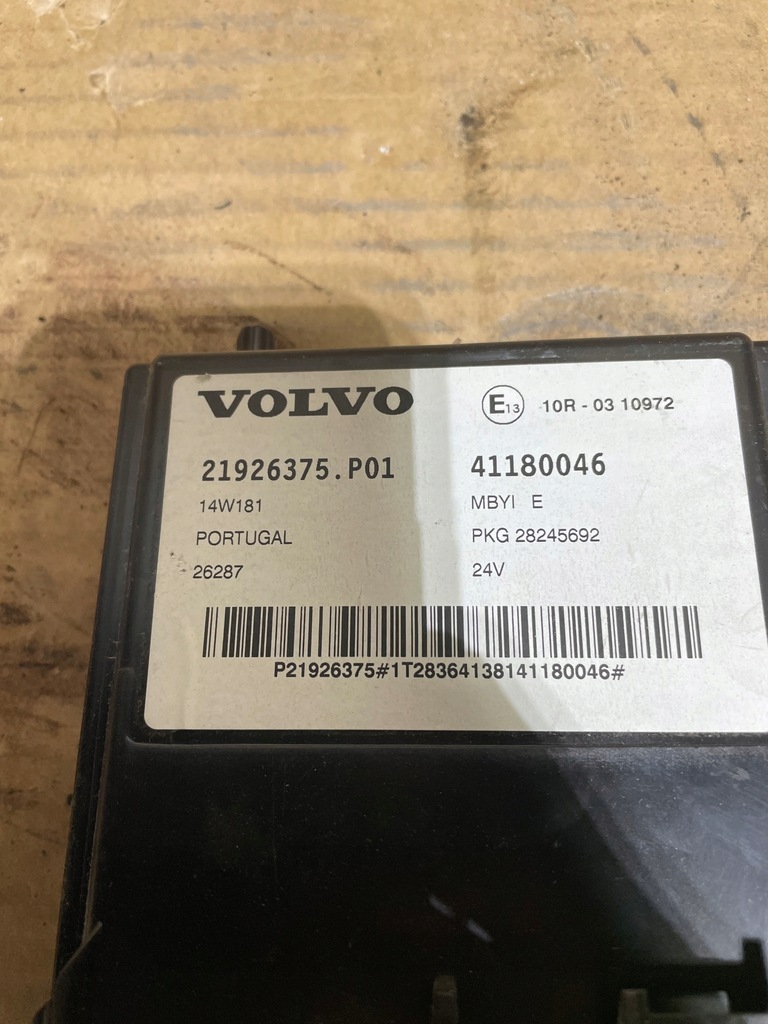 VOLVO E13 10R - 03 10972
21926375.P01 41180046
14W181 MBYI E
PORTUGAL PKG 28245692
26287 24V
P21926375#1T28364138141180046#